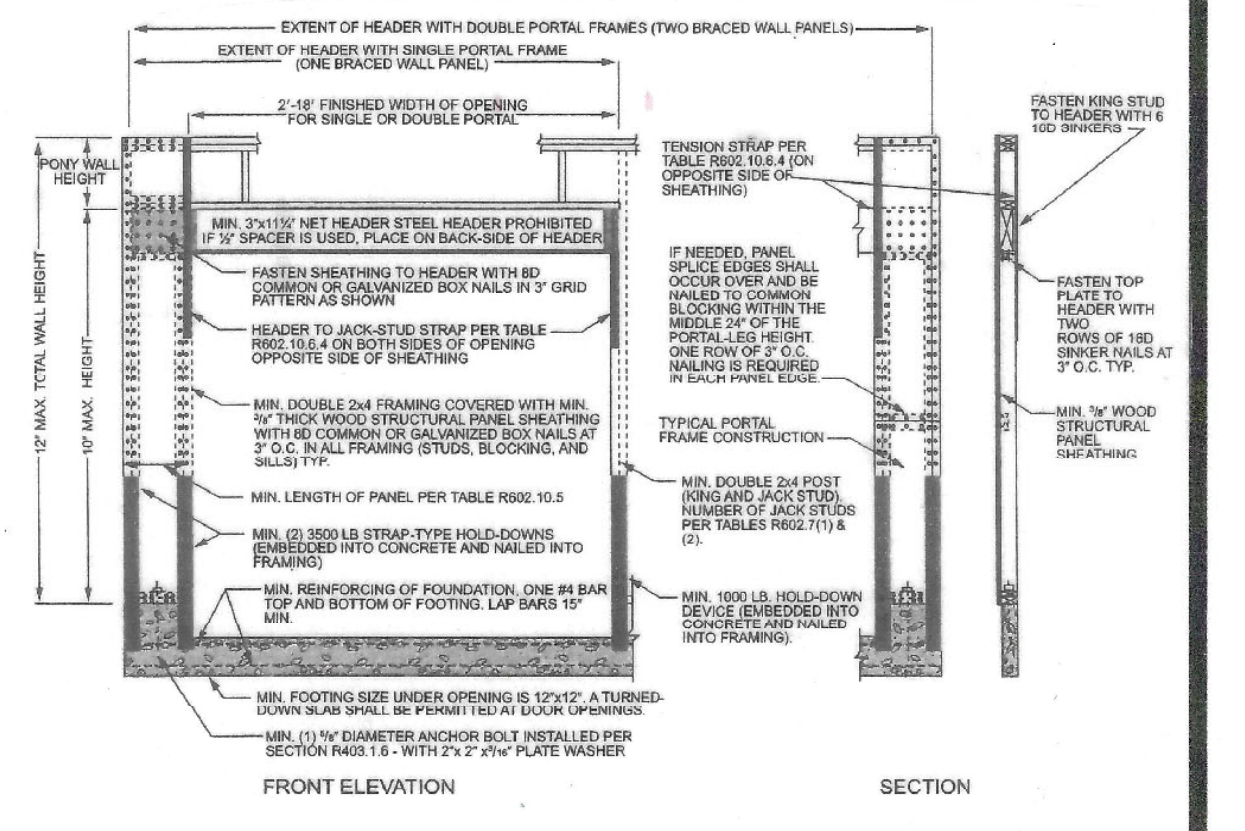 EXTENT OF HEADER WITH DOUBLE PORTAL FRAMES (TWO BRACED WALL PANELS)
EXTENT OF HEADER WITH SINGLE PORTAL FRAME
(ONE BRACED WALL PANEL)
2'-18' FINISHED WIDTH OF OPENING
FOR SINGLE OR DOUBLE PORTAL
PONY WALL
HEIGHT
12" MAX. TOTAL WALL HEIGHT
10" MAX. HEIGHT
MIN. 3"x11¼" NET HEADER STEEL HEADER PROHIBITED
IF ½" SPACER IS USED, PLACE ON BACK-SIDE OF HEADER
FASTEN SHEATHING TO HEADER WITH 8D
COMMON OR GALVANIZED BOX NAILS IN 3" GRID
PATTERN AS SHOWN
HEADER TO JACK-STUD STRAP PER TABLE
R602.10.6.4 ON BOTH SIDES OF OPENING
OPPOSITE SIDE OF SHEATHING
MIN. DOUBLE 2x4 FRAMING COVERED WITH MIN.
⅜" THICK WOOD STRUCTURAL PANEL SHEATHING
WITH 8D COMMON OR GALVANIZED BOX NAILS AT
3" O.C. IN ALL FRAMING (STUDS, BLOCKING, AND
SILLS) TYP.
MIN. LENGTH OF PANEL PER TABLE R602.10.5
MIN. (2) 3500 LB STRAP-TYPE HOLD-DOWNS
(EMBEDDED INTO CONCRETE AND NAILED INTO
FRAMING)
MIN. REINFORCING OF FOUNDATION, ONE #4 BAR
TOP AND BOTTOM OF FOOTING. LAP BARS 15"
MIN.
MIN. FOOTING SIZE UNDER OPENING IS 12"x12". A TURNED-
DOWN SLAB SHALL BE PERMITTED AT DOOR OPENINGS.
MIN. (1) ⅝" DIAMETER ANCHOR BOLT INSTALLED PER
SECTION R403.1.6 - WITH 2"x 2" x³/₁₆" PLATE WASHER
FRONT ELEVATION
TENSION STRAP PER
TABLE R602.10.6.4 (ON
OPPOSITE SIDE OF
SHEATHING)
IF NEEDED, PANEL
SPLICE EDGES SHALL
OCCUR OVER AND BE
NAILED TO COMMON
BLOCKING WITHIN THE
MIDDLE 24" OF THE
PORTAL-LEG HEIGHT.
ONE ROW OF 3" O.C.
NAILING IS REQUIRED
IN EACH PANEL EDGE.
TYPICAL PORTAL
FRAME CONSTRUCTION
MIN. DOUBLE 2x4 POST
(KING AND JACK STUD).
NUMBER OF JACK STUDS
PER TABLES R602.7(1) &
(2).
MIN. 1000 LB. HOLD-DOWN
DEVICE (EMBEDDED INTO
CONCRETE AND NAILED
INTO FRAMING).
FASTEN KING STUD
TO HEADER WITH 6
16D SINKERS
FASTEN TOP
PLATE TO
HEADER WITH
TWO
ROWS OF 16D
SINKER NAILS AT
3" O.C. TYP.
MIN. ⅜" WOOD
STRUCTURAL
PANEL
SHEATHING
SECTION